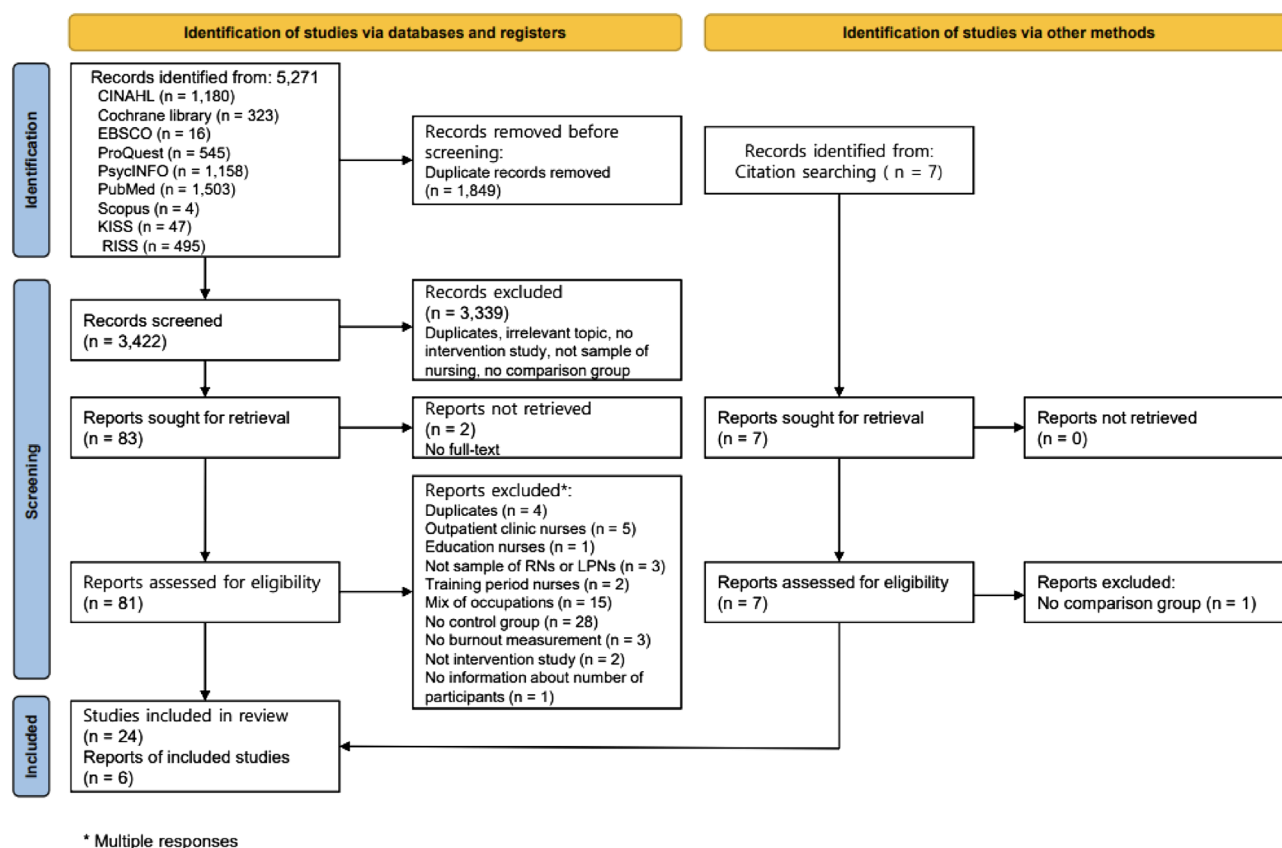 Identification of studies via databases and registers
Identification of studies via other methods
Identification
Records identified from: 5,271
CINAHL (n = 1,180)
Cochrane library (n = 323)
EBSCO (n = 16)
ProQuest (n = 545)
PsycINFO (n = 1,158)
PubMed (n = 1,503)
Scopus (n = 4)
KISS (n = 47)
RISS (n = 495)
Records removed before
screening:
Duplicate records removed
(n = 1,849)
Records identified from:
Citation searching ( n = 7)
Screening
Records screened
(n = 3,422)
Records excluded
(n = 3,339)
Duplicates, irrelevant topic, no
intervention study, not sample of
nursing, no comparison group
Reports sought for retrieval
(n = 83)
Reports not retrieved
(n = 2)
No full-text
Reports sought for retrieval
(n = 7)
Reports not retrieved
(n = 0)
Reports assessed for eligibility
(n = 81)
Reports excluded*:
Duplicates (n = 4)
Outpatient clinic nurses (n = 5)
Education nurses (n = 1)
Not sample of RNs or LPNs (n = 3)
Training period nurses (n = 2)
Mix of occupations (n = 15)
No control group (n = 28)
No burnout measurement (n = 3)
Not intervention study (n = 2)
No information about number of
participants (n = 1)
Reports assessed for eligibility
(n = 7)
Reports excluded:
No comparison group (n = 1)
Included
Studies included in review
(n = 24)
Reports of included studies
(n = 6)
* Multiple responses